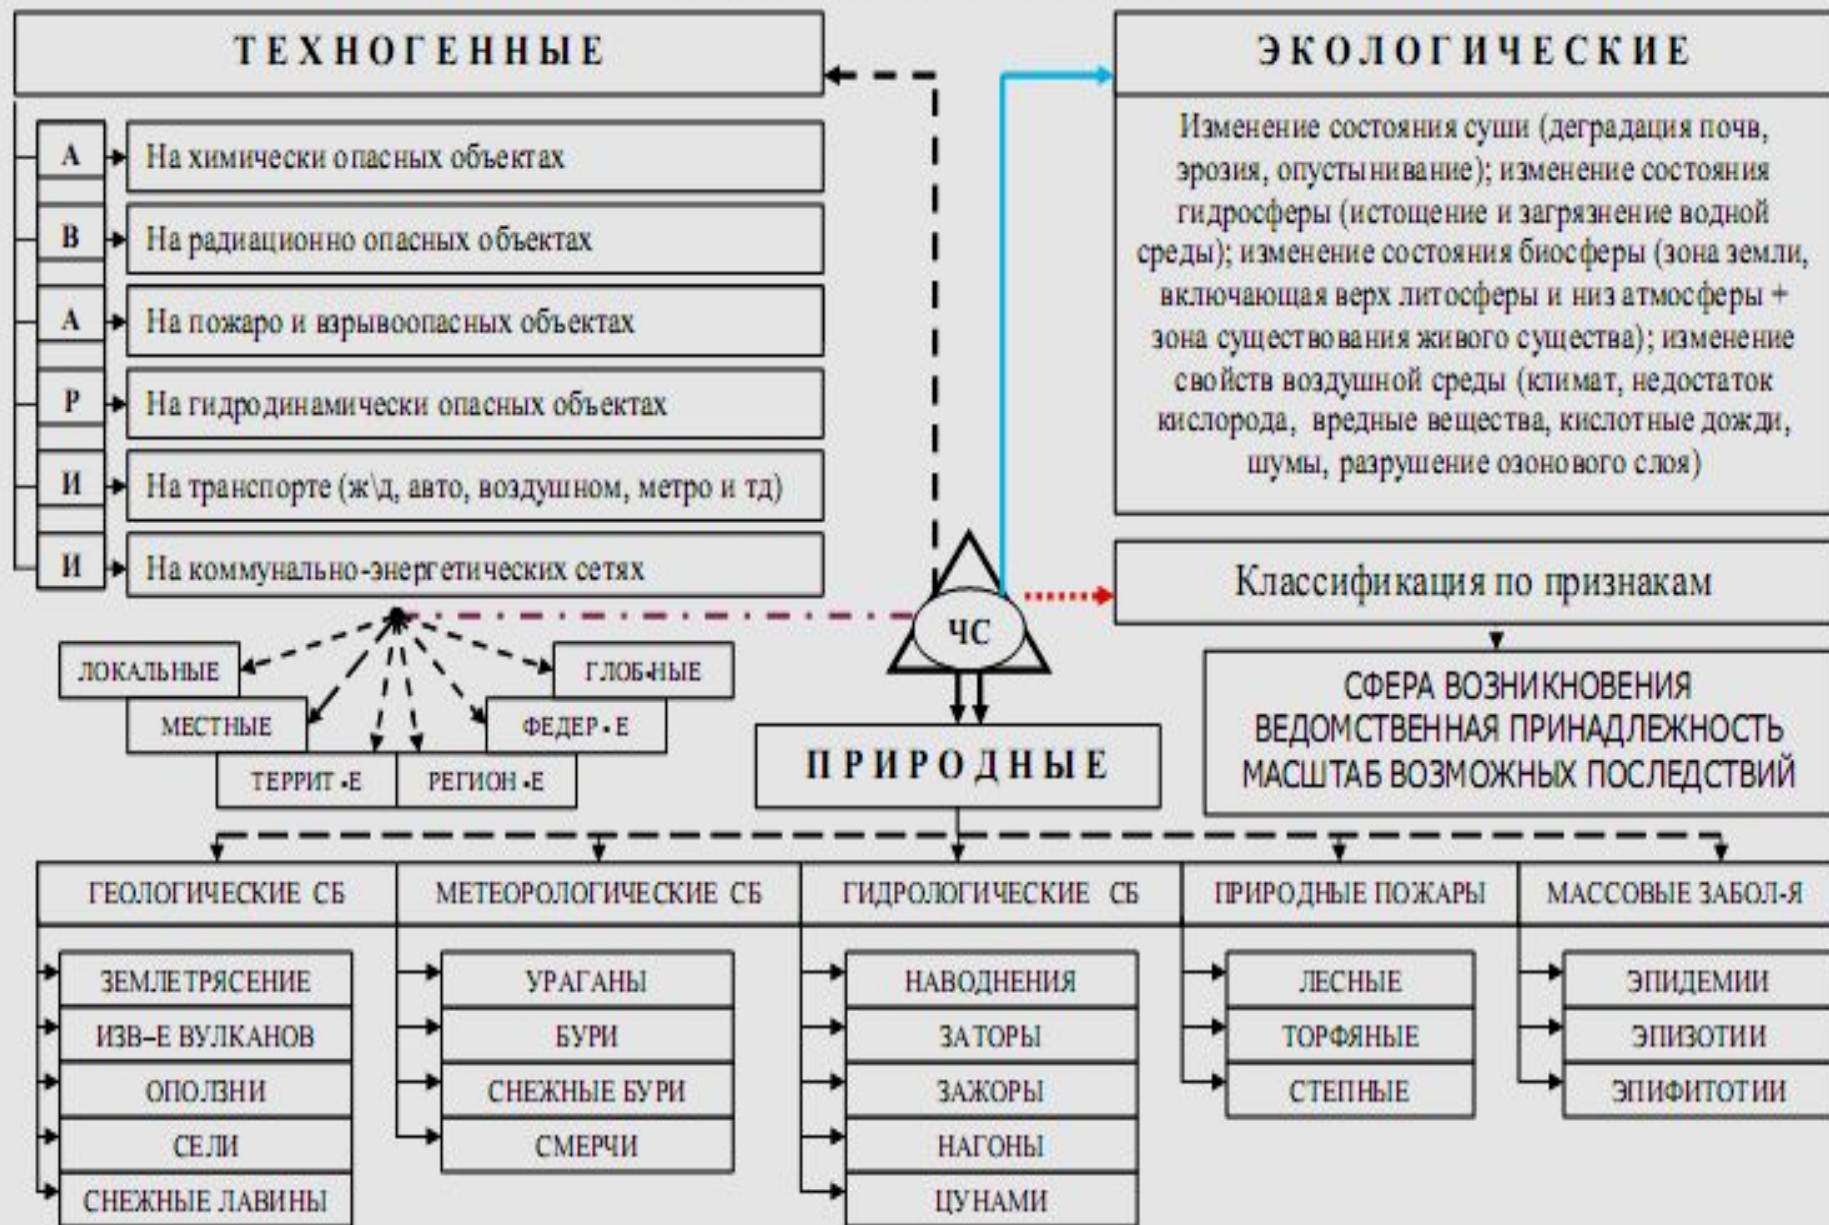 ТЕХНОГЕННЫЕ
А На химически опасных объектах
В На радиационно опасных объектах
А На пожаро и взрывоопасных объектах
Р На гидродинамически опасных объектах
И На транспорте (ж\д, авто, воздушном, метро и тд)
И На коммунально-энергетических сетях
ЭКОЛОГИЧЕСКИЕ
Изменение состояния суши (деградация почв,
эрозия, опустынивание); изменение состояния
гидросферы (истощение и загрязнение водной
среды); изменение состояния биосферы (зона земли,
включающая верх литосферы и низ атмосферы +
зона существования живого существа); изменение
свойств воздушной среды (климат, недостаток
кислорода, вредные вещества, кислотные дожди,
шумы, разрушение озонового слоя)
Классификация по признакам
СФЕРА ВОЗНИКНОВЕНИЯ
ВЕДОМСТВЕННАЯ ПРИНАДЛЕЖНОСТЬ
МАСШТАБ ВОЗМОЖНЫХ ПОСЛЕДСТВИЙ
ЧС
ЛОКАЛЬНЫЕ
МЕСТНЫЕ
ТЕРРИТ-Е
РЕГИОН-Е
ФЕДЕР-Е
ГЛОБ-НЫЕ
ПРИРОДНЫЕ
ГЕОЛОГИЧЕСКИЕ СБ
ЗЕМЛЕТРЯСЕНИЕ
ИЗВ–Е ВУЛКАНОВ
ОПОЛЗНИ
СЕЛИ
СНЕЖНЫЕ ЛАВИНЫ
МЕТЕОРОЛОГИЧЕСКИЕ СБ
УРАГАНЫ
БУРИ
СНЕЖНЫЕ БУРИ
СМЕРЧИ
ГИДРОЛОГИЧЕСКИЕ СБ
НАВОДНЕНИЯ
ЗАТОРЫ
ЗАЖОРЫ
НАГОНЫ
ЦУНАМИ
ПРИРОДНЫЕ ПОЖАРЫ
ЛЕСНЫЕ
ТОРФЯНЫЕ
СТЕПНЫЕ
МАССОВЫЕ ЗАБОЛ-Я
ЭПИДЕМИИ
ЭПИЗОТИИ
ЭПИФИТОТИИ